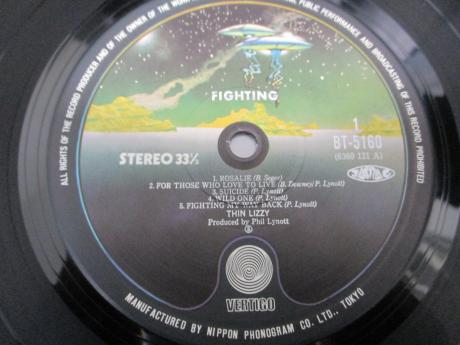 ALL RIGHTS OF THE RECORD PRODUCER AND OF THE OWNER OF THE WORK
PUBLIC PERFORMANCE AND BROADCASTING OF THIS RECORD PROHIBITED
FIGHTING
1
BT-5160
(6360 121 A)
STEREO 33⅓
1. ROSALIE (B. Seger)
2. FOR THOSE WHO LOVE TO LIVE (B. Downey/P. Lynott)
3. SUICIDE (P. Lynott)
4. WILD ONE (P. Lynott)
5. FIGHTING MY WAY BACK (P. Lynott)
THIN LIZZY
Produced by Phil Lynott
VERTIGO
MANUFACTURED BY NIPPON PHONOGRAM CO. LTD., TOKYO